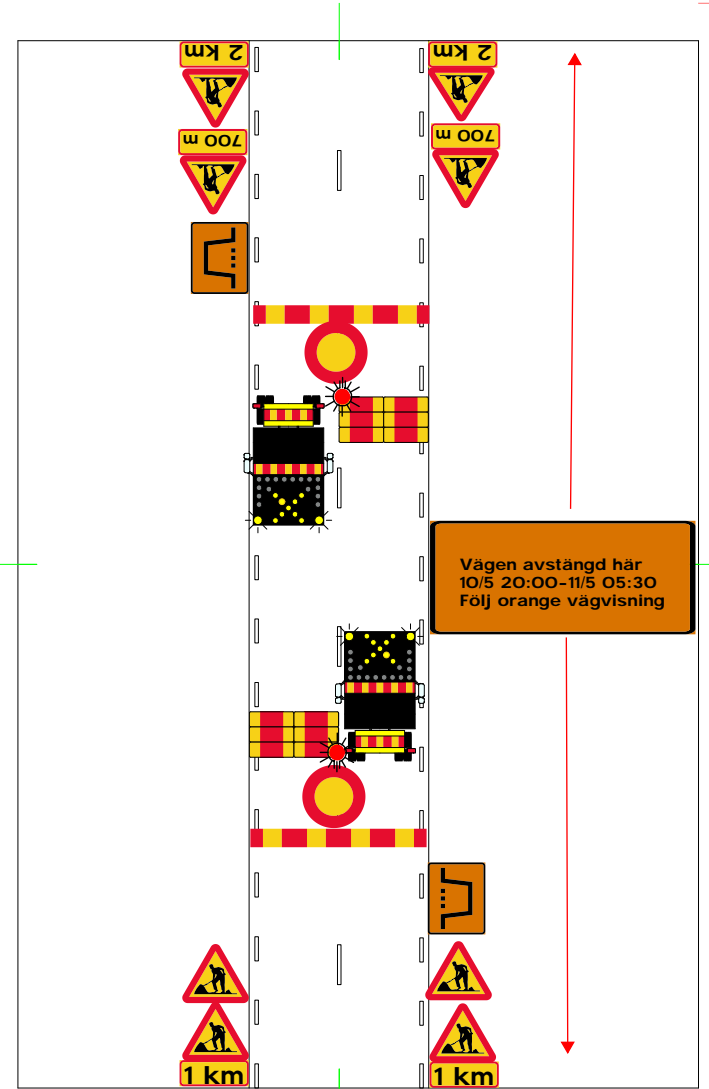 2 km
2 km
700 m
700 m
Vägen avstängd här
10/5 20:00-11/5 05:30
Följ orange vägvisning
1 km
1 km